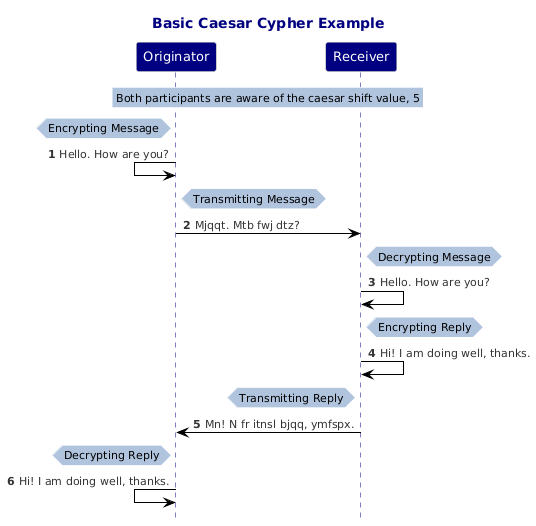 Basic Caesar Cypher Example
Originator
Receiver
Both participants are aware of the caesar shift value, 5
Encrypting Message
1 Hello. How are you?
Transmitting Message
2 Mjqqt. Mtb fwj dtz?
Decrypting Message
3 Hello. How are you?
Encrypting Reply
4 Hi! I am doing well, thanks.
Transmitting Reply
5 Mn! N fr itnsl bjqq, ymfspx.
Decrypting Reply
6 Hi! I am doing well, thanks.